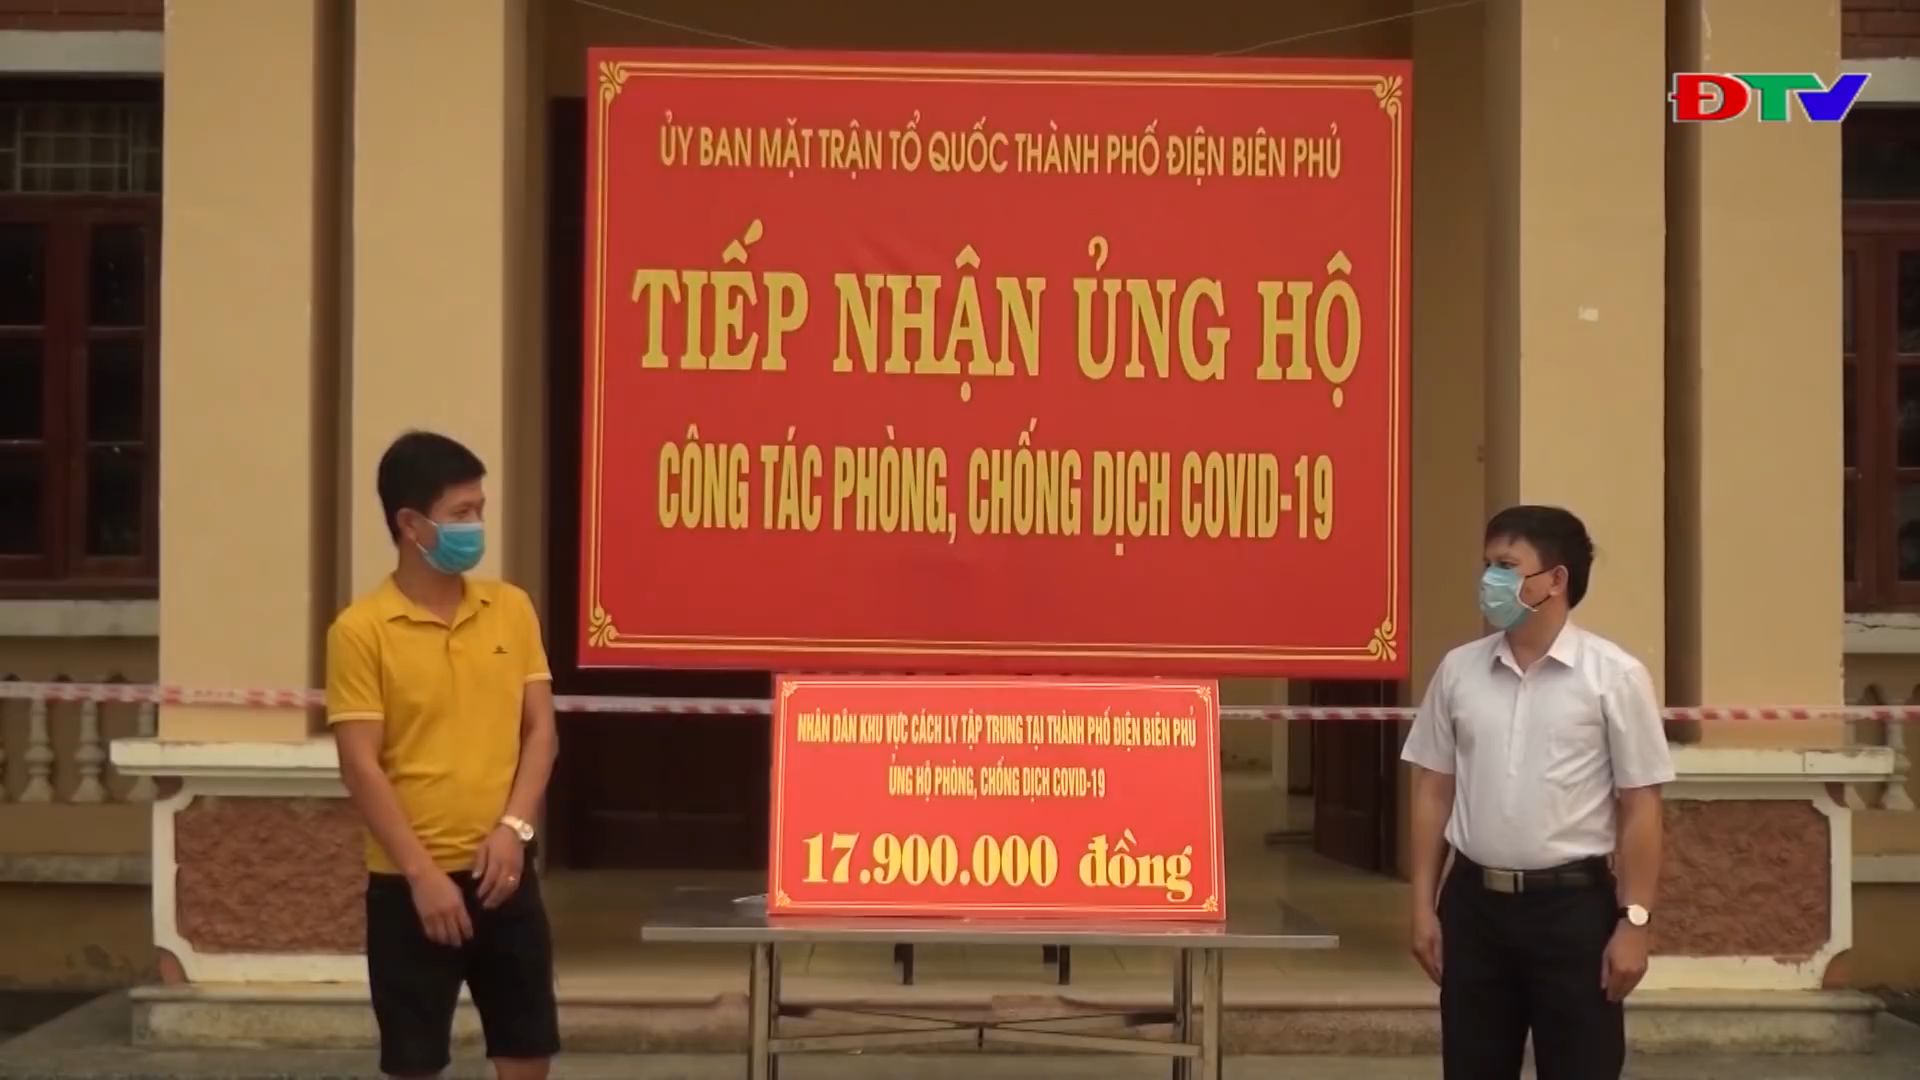 ĐTV
ỦY BAN MẶT TRẬN TỔ QUỐC THÀNH PHỐ ĐIỆN BIÊN PHỦ
TIẾP NHẬN ỦNG HỘ
CÔNG TÁC PHÒNG, CHỐNG DỊCH COVID-19
NHÂN DÂN KHU VỰC CÁCH LY TẬP TRUNG TẠI THÀNH PHỐ ĐIỆN BIÊN PHỦ
ỦNG HỘ PHÒNG, CHỐNG DỊCH COVID-19
17.900.000 đồng